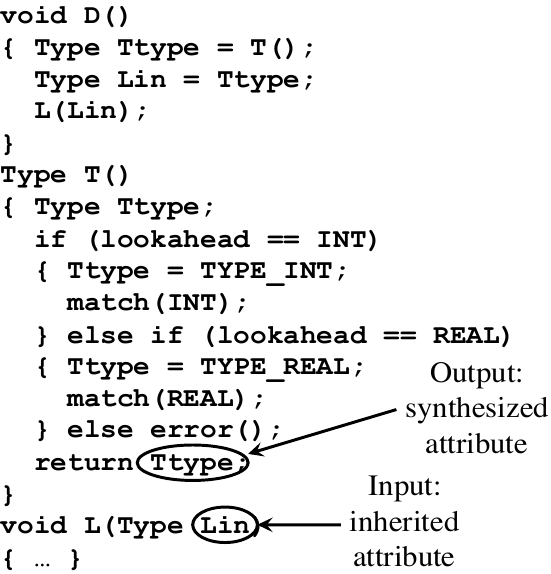 void D()
{ Type Ttype = T();
  Type Lin = Ttype;
  L(Lin);
}
Type T()
{ Type Ttype;
  if (lookahead == INT)
  { Ttype = TYPE_INT;
    match(INT);
  } else if (lookahead == REAL)
  { Ttype = TYPE_REAL;
    match(REAL);
  } else error();
  return Ttype;
}
void L(Type Lin)
{ … }
Output:
synthesized
attribute
Input:
inherited
attribute